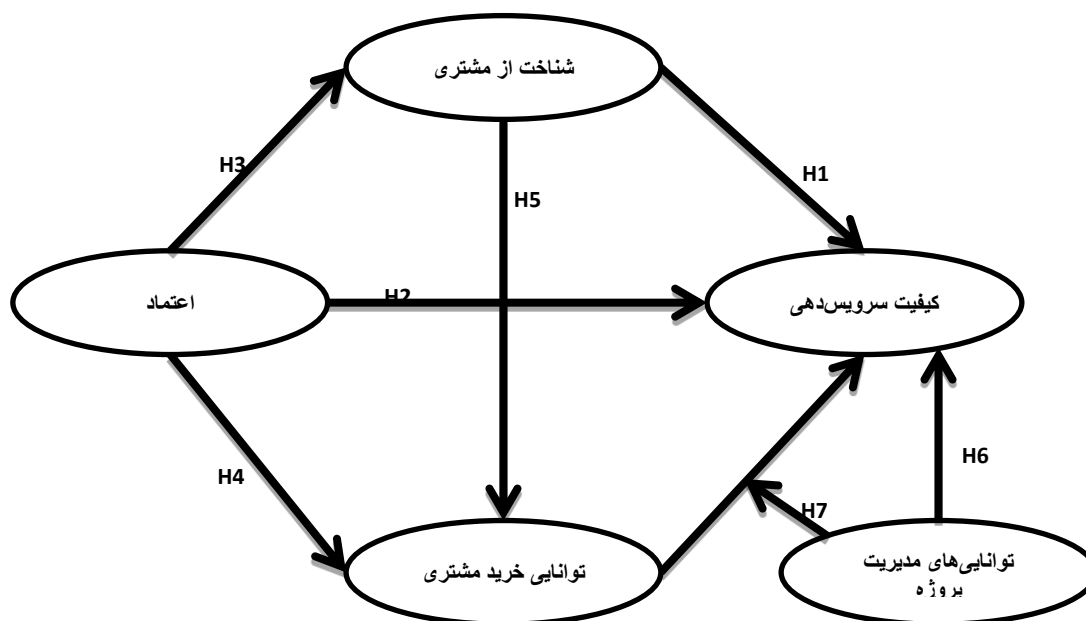 شناخت از مشتری
H3
H1
H5
اعتماد
H2
کیفیت سرویس‌دهی
H4
H6
H7
توانایی خرید مشتری
توانایی‌های مدیریت
پروژه